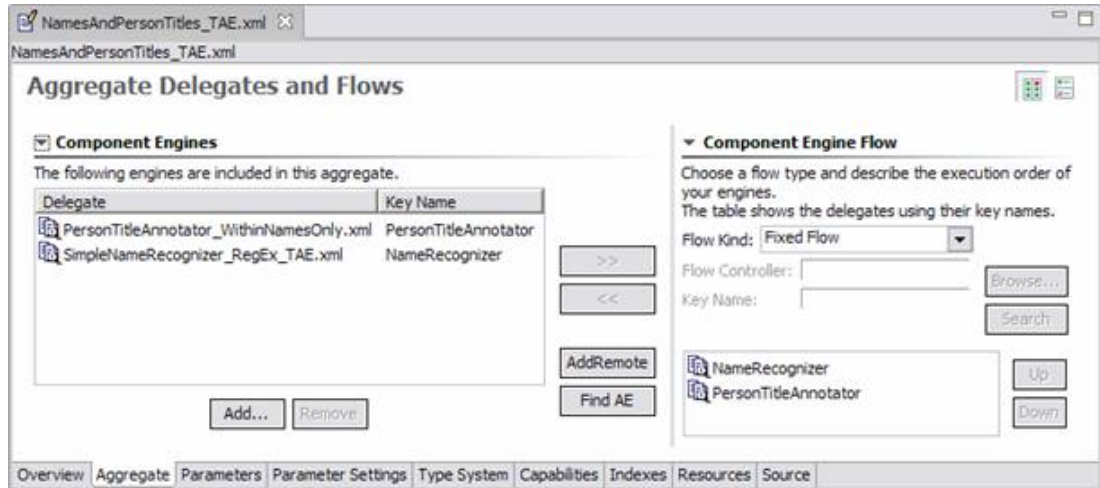 NamesAndPersonTitles_TAE.xml
NamesAndPersonTitles_TAE.xml
Aggregate Delegates and Flows
Component Engines
The following engines are included in this aggregate.
Delegate Key Name
PersonTitleAnnotator_WithinNamesOnly.xml PersonTitleAnnotator
SimpleNameRecognizer_RegEx_TAE.xml NameRecognizer
>>
<<
AddRemote
Find AE
Add... Remove
Component Engine Flow
Choose a flow type and describe the execution order of
your engines.
The table shows the delegates using their key names.
Flow Kind: Fixed Flow
Flow Controller:
Browse...
Key Name:
Search
NameRecognizer
PersonTitleAnnotator
Up
Down
Overview Aggregate Parameters Parameter Settings Type System Capabilities Indexes Resources Source